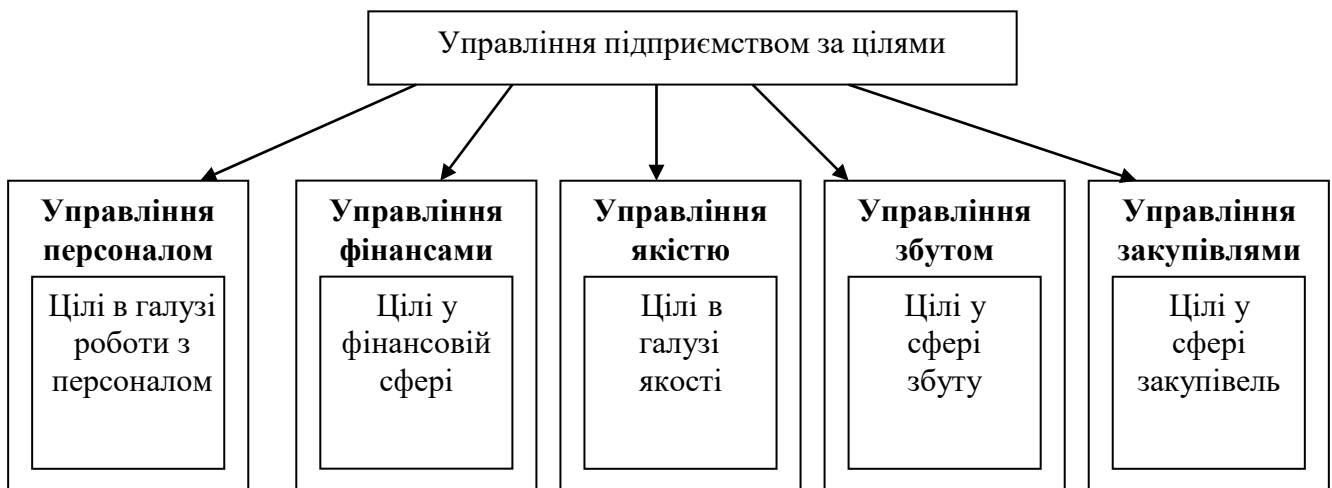 Управління підприємством за цілями
Управління
персоналом
Цілі в галузі
роботи з
персоналом
Управління
фінансами
Цілі у
фінансовій
сфері
Управління
якістю
Цілі в
галузі
якості
Управління
збутом
Цілі у
сфері
збуту
Управління
закупівлями
Цілі у
сфері
закупівель